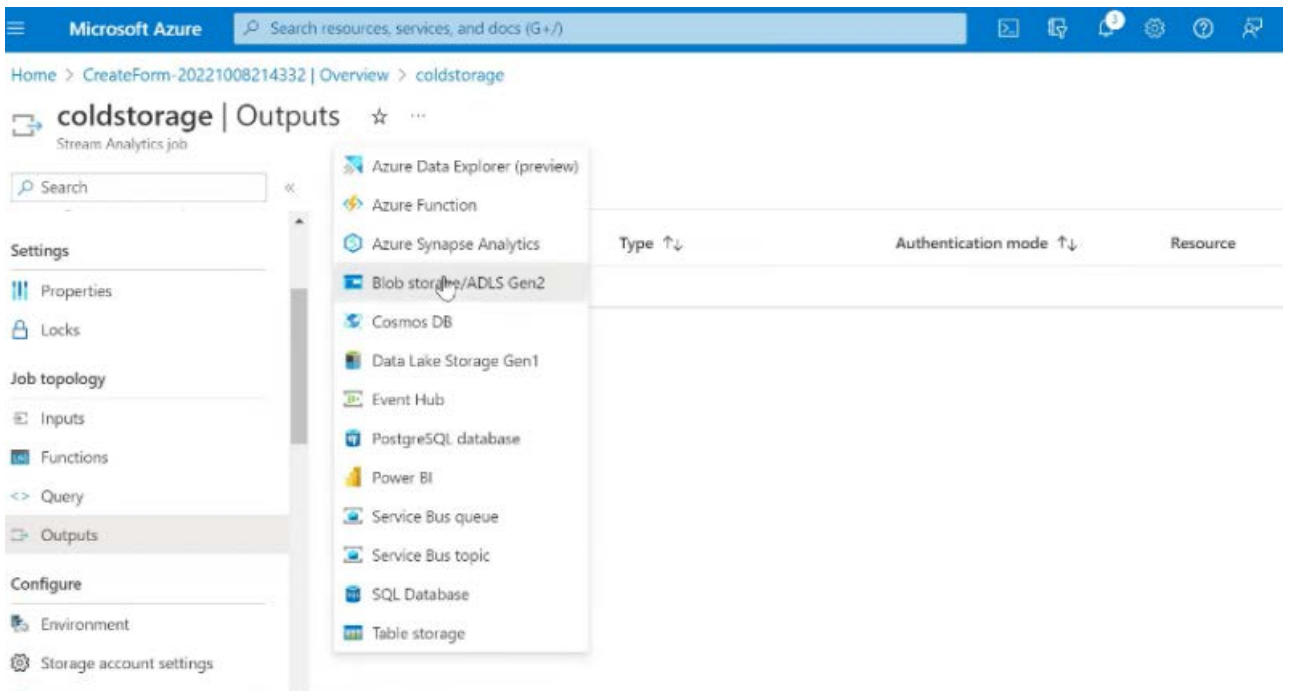 Microsoft Azure
Search resources, services, and docs (G+/)
3
Home > CreateForm-20221008214332 | Overview > coldstorage
coldstorage | Outputs
Stream Analytics job
Search
Settings
Properties
Locks
Job topology
Inputs
Functions
Query
Outputs
Configure
Environment
Storage account settings
Azure Data Explorer (preview)
Azure Function
Azure Synapse Analytics
Blob storage/ADLS Gen2
Cosmos DB
Data Lake Storage Gen1
Event Hub
PostgreSQL database
Power BI
Service Bus queue
Service Bus topic
SQL Database
Table storage
Type ↑↓ Authentication mode ↑↓ Resource